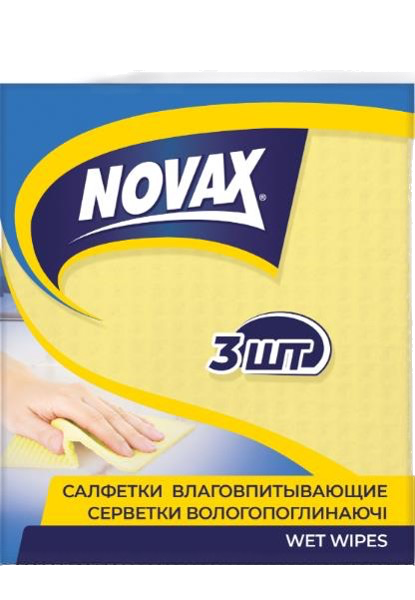 NOVAX®
3 ШТ
САЛФЕТКИ ВЛАГОВПИТЫВАЮЩИЕ
СЕРВЕТКИ ВОЛОГОПОГЛИНАЮЧІ
WET WIPES